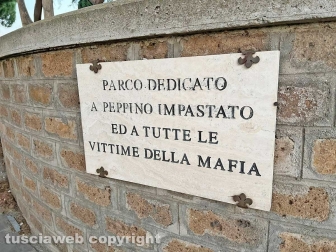 PARCO DEDICATO
A PEPPINO IMPASTATO
ED A TUTTE LE
VITTIME DELLA MAFIA
tusciaweb copyright